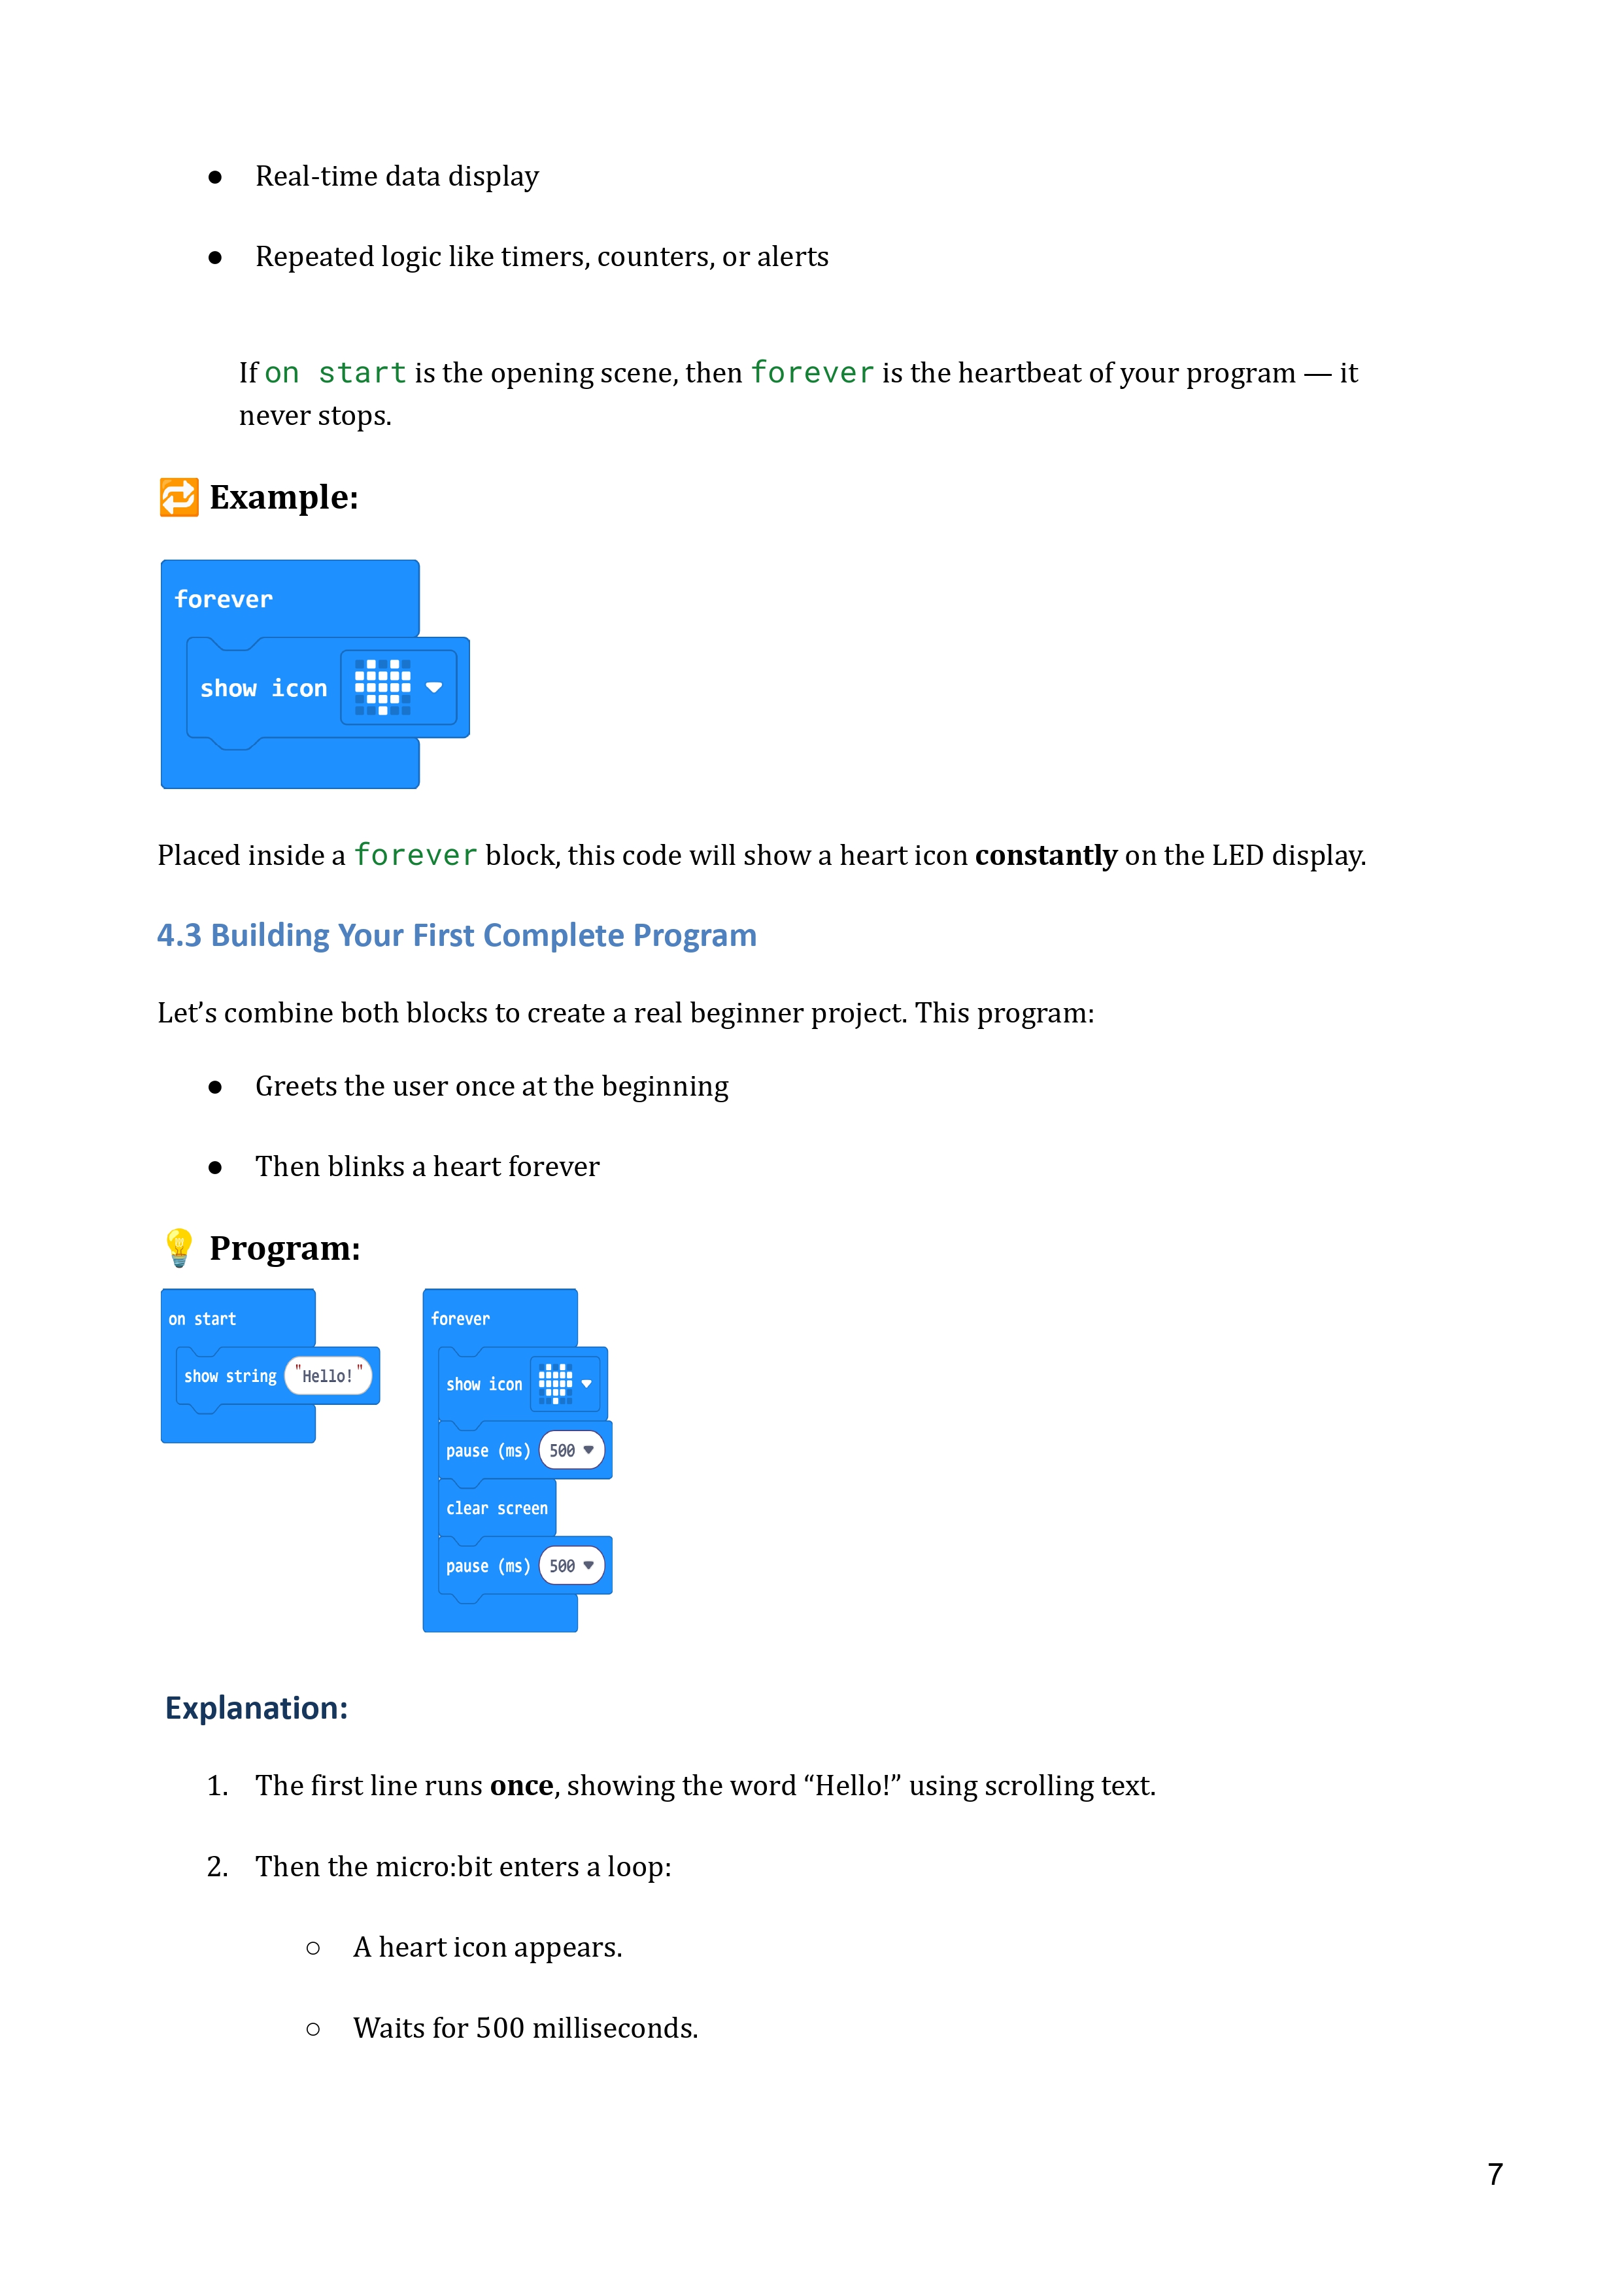 ● Real-time data display
● Repeated logic like timers, counters, or alerts
If on start is the opening scene, then forever is the heartbeat of your program — it
never stops.
🔁 Example:
forever
show icon
Placed inside a forever block, this code will show a heart icon constantly on the LED display.
4.3 Building Your First Complete Program
Let’s combine both blocks to create a real beginner project. This program:
● Greets the user once at the beginning
● Then blinks a heart forever
💡 Program:
on start
show string "Hello!"
forever
show icon
pause (ms) 500
clear screen
pause (ms) 500
Explanation:
1. The first line runs once, showing the word “Hello!” using scrolling text.
2. Then the micro:bit enters a loop:
○ A heart icon appears.
○ Waits for 500 milliseconds.
7